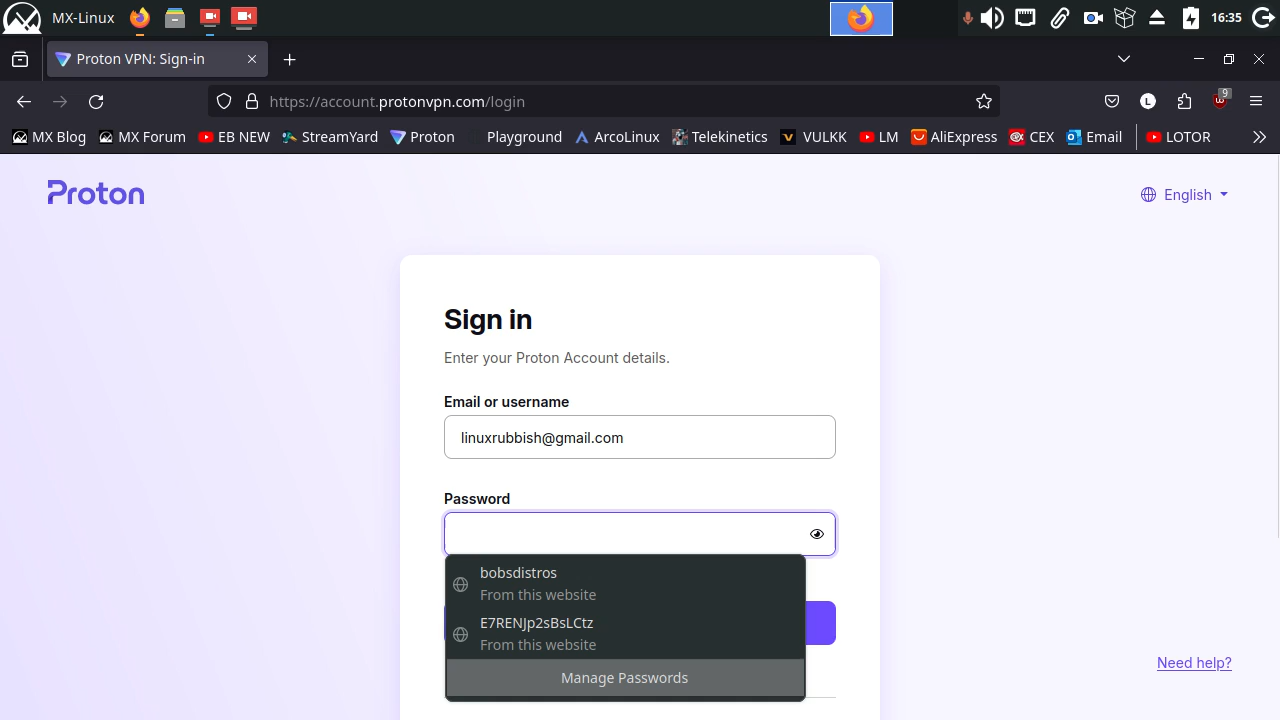 MX-Linux
16:35
Proton VPN: Sign-in
https://account.protonvpn.com/login
9
L
MX Blog
MX Forum
EB NEW
StreamYard
Proton
Playground
ArcoLinux
Telekinetics
VULKK
LM
AliExpress
CEX
Email
LOTOR
Proton
English
Sign in
Enter your Proton Account details.
Email or username
linuxrubbish@gmail.com
Password
bobsdistros
From this website
E7RENJp2sBsLCtz
From this website
Manage Passwords
Need help?